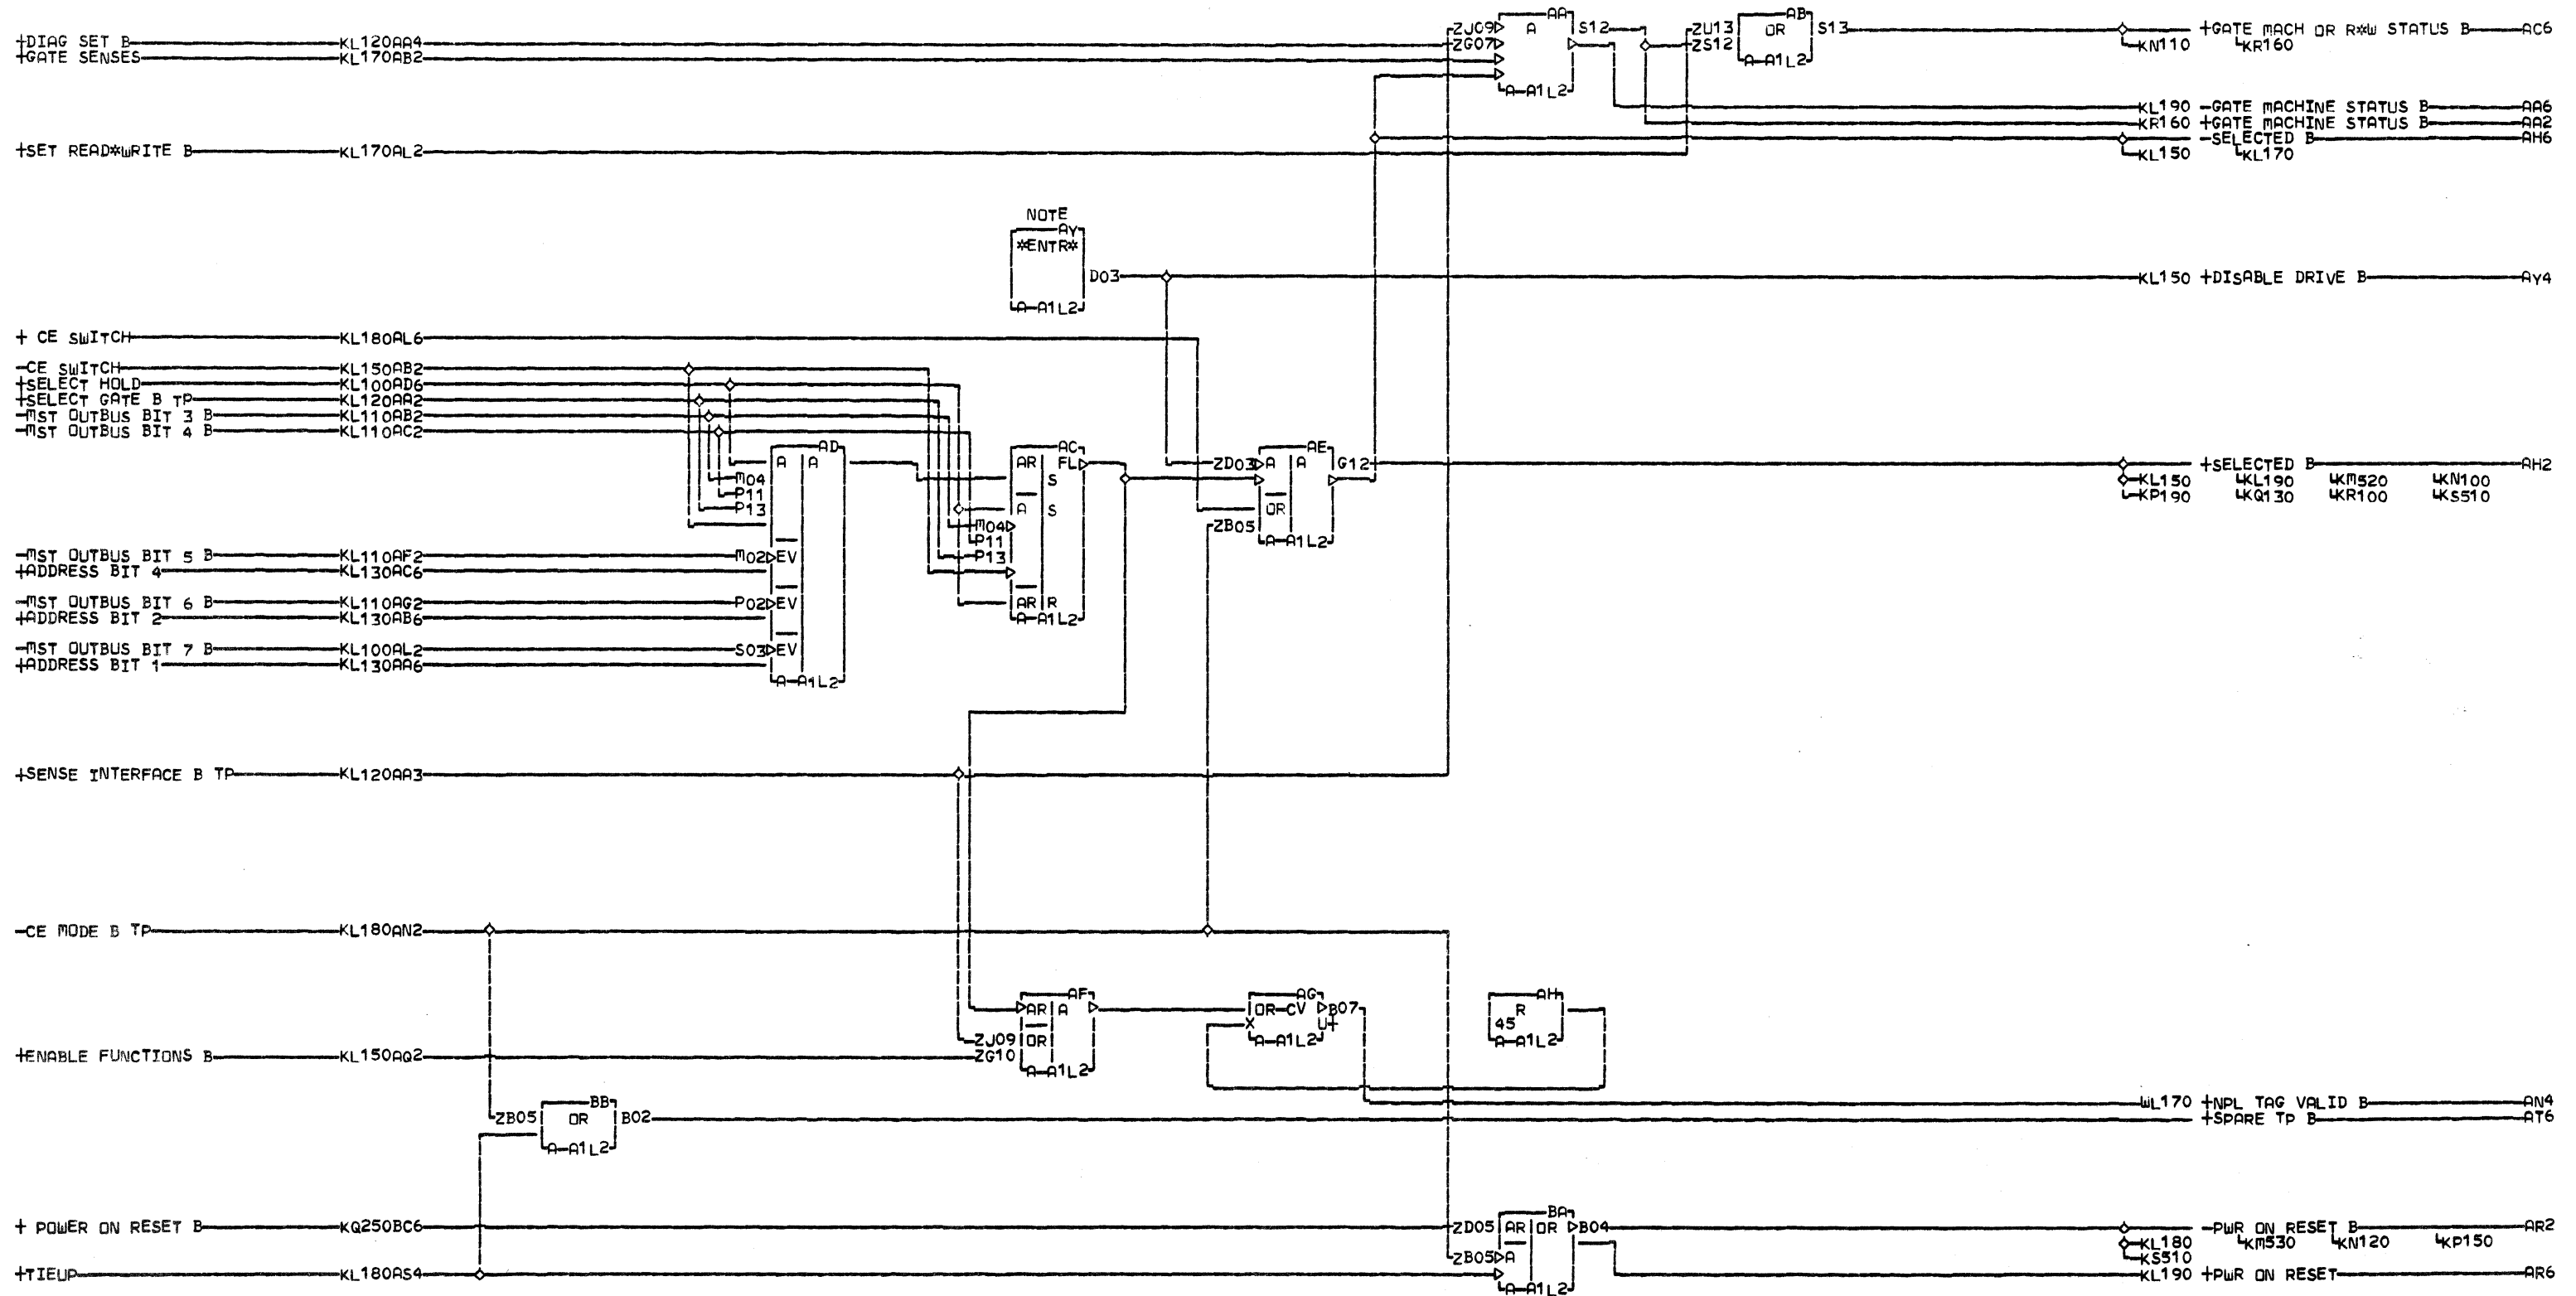 +DIAG SET B KL120AA4
+GATE SENSES KL170AB2
ZJ09 AA S12
ZG07 A
A-A1L2
ZU13 AB S13
ZS12 OR
A-A1L2
+GATE MACH OR R*W STATUS B AC6
KN110 KR160
KL190 -GATE MACHINE STATUS B AA6
KR160 +GATE MACHINE STATUS B AA2
-SELECTED B AH6
KL150 KL170
+SET READ*WRITE B KL170AL2
NOTE
AY
*ENTR*
D03
A-A1L2
KL150 +DISABLE DRIVE B AY4
+ CE SWITCH KL180AL6
-CE SWITCH KL150AB2
+SELECT HOLD KL100AD6
+SELECT GATE B TP KL120AA2
-MST OUTBUS BIT 3 B KL110AB2
-MST OUTBUS BIT 4 B KL110AC2
AD
A A
M04
P11
P13
-MST OUTBUS BIT 5 B KL110AF2 M02 EV
+ADDRESS BIT 4 KL130AC6
-MST OUTBUS BIT 6 B KL110AG2 P02 EV
+ADDRESS BIT 2 KL130AB6
-MST OUTBUS BIT 7 B KL100AL2 S03 EV
+ADDRESS BIT 1 KL130AA6
A-A1L2
AC
AR FL
S
A S
M04
P11
P13
AR R
A-A1L2
AE
ZD03 A A G12
OR
ZB05
A-A1L2
+SELECTED B AH2
KL150 KL190 KM520 KN100
KP190 KQ130 KR100 KS510
+SENSE INTERFACE B TP KL120AA3
-CE MODE B TP KL180AN2
AF
AR A
ZJ09 OR
ZG10
A-A1L2
AG
OR-CV B07
X U+
A-A1L2
AH
R
45
A-A1L2
+ENABLE FUNCTIONS B KL150AQ2
BB
ZB05 OR B02
A-A1L2
WL170 +NPL TAG VALID B AN4
+SPARE TP B AT6
+ POWER ON RESET B KQ250BC6
BA
ZD05 AR OR B04
ZB05 A
A-A1L2
-PWR ON RESET B AR2
KL180 KM530 KN120 KP150
KS510
+TIEUP KL180AS4
KL190 +PWR ON RESET AR6